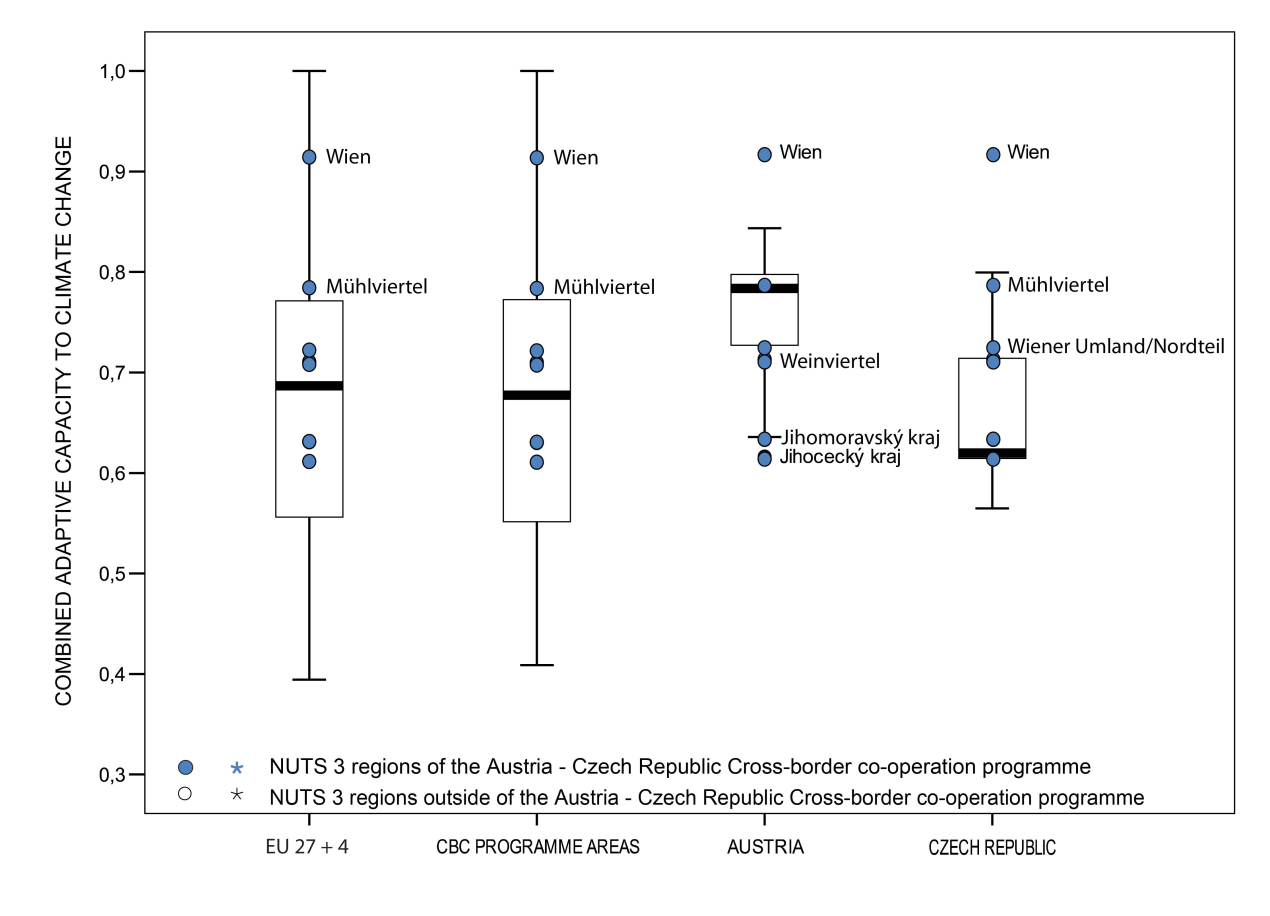 COMBINED ADAPTIVE CAPACITY TO CLIMATE CHANGE
1,0
0,9
0,8
0,7
0,6
0,5
0,4
0,3
Wien
Mühlviertel
Wien
Mühlviertel
Wien
Weinviertel
Jihomoravský kraj
Jihocecký kraj
Wien
Mühlviertel
Wiener Umland/Nordteil
* NUTS 3 regions of the Austria - Czech Republic Cross-border co-operation programme
* NUTS 3 regions outside of the Austria - Czech Republic Cross-border co-operation programme
EU 27 + 4
CBC PROGRAMME AREAS
AUSTRIA
CZECH REPUBLIC